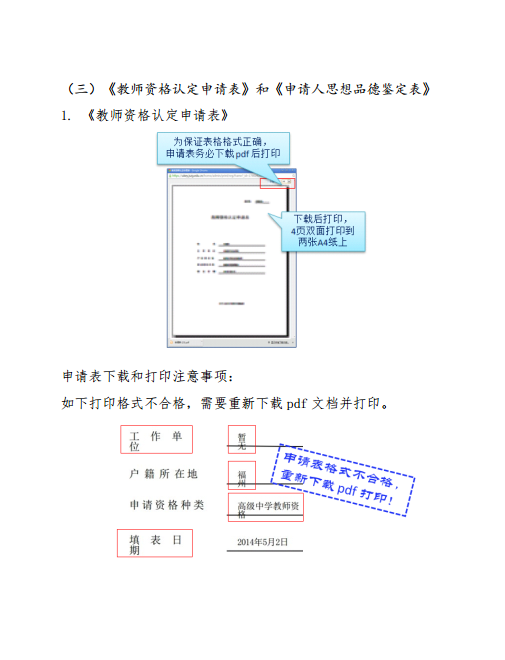 （三）《教师资格认定申请表》和《申请人思想品德鉴定表》
1. 《教师资格认定申请表》
为保证表格格式正确，
申请表务必下载pdf后打印
下载后打印，
4页双面打印到
两张A4纸上
申请表下载和打印注意事项：
如下打印格式不合格，需要重新下载 pdf 文档并打印。
工 作 单
位
暂
无
户 籍 所 在 地
福
州
申 请 资 格 种 类
高级中学教师资
格
填 表 日
期
2014年5月2日
申请表格式不合格，
重新下载 pdf 打印！